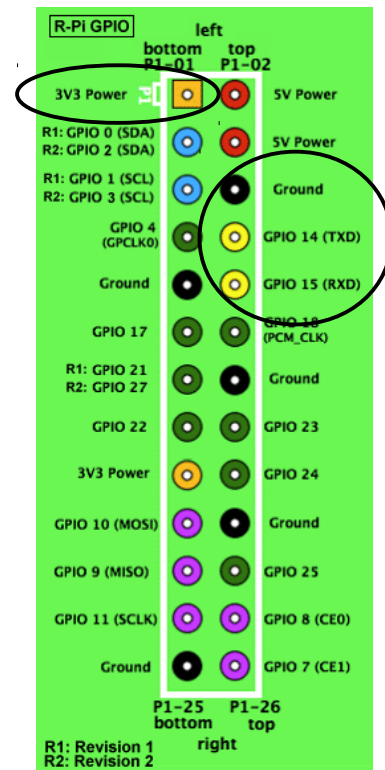 R-Pi GPIO
left
bottom top
P1-01 P1-02
3V3 Power P1 5V Power
R1: GPIO 0 (SDA)
R2: GPIO 2 (SDA) 5V Power
R1: GPIO 1 (SCL)
R2: GPIO 3 (SCL) Ground
GPIO 4
(GPCLK0) GPIO 14 (TXD)
Ground GPIO 15 (RXD)
GPIO 17 GPIO 18
(PCM_CLK)
R1: GPIO 21
R2: GPIO 27 Ground
GPIO 22 GPIO 23
3V3 Power GPIO 24
GPIO 10 (MOSI) Ground
GPIO 9 (MISO) GPIO 25
GPIO 11 (SCLK) GPIO 8 (CE0)
Ground GPIO 7 (CE1)
P1-25 P1-26
bottom top
right
R1: Revision 1
R2: Revision 2